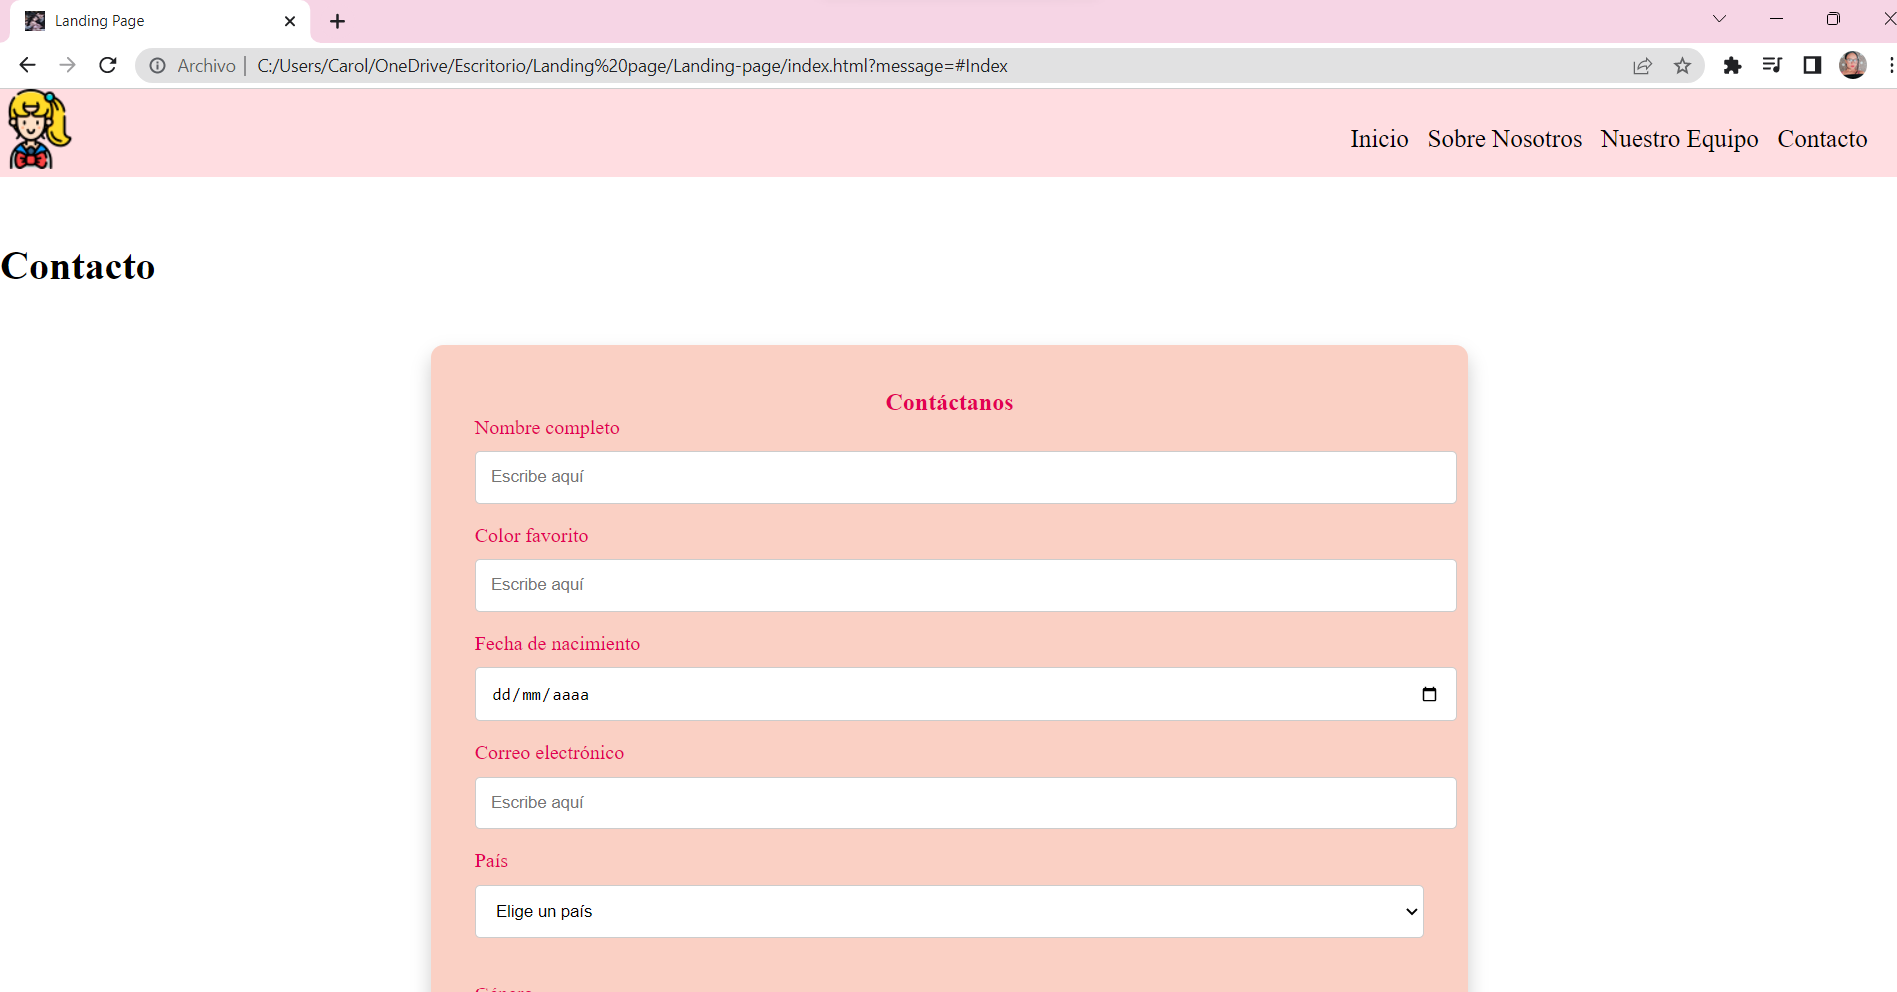 Landing Page
Archivo | C:/Users/Carol/OneDrive/Escritorio/Landing%20page/Landing-page/index.html?message=#Index
Inicio Sobre Nosotros Nuestro Equipo Contacto
Contacto
Contáctanos
Nombre completo
Escribe aquí
Color favorito
Escribe aquí
Fecha de nacimiento
dd/mm/aaaa
Correo electrónico
Escribe aquí
País
Elige un país